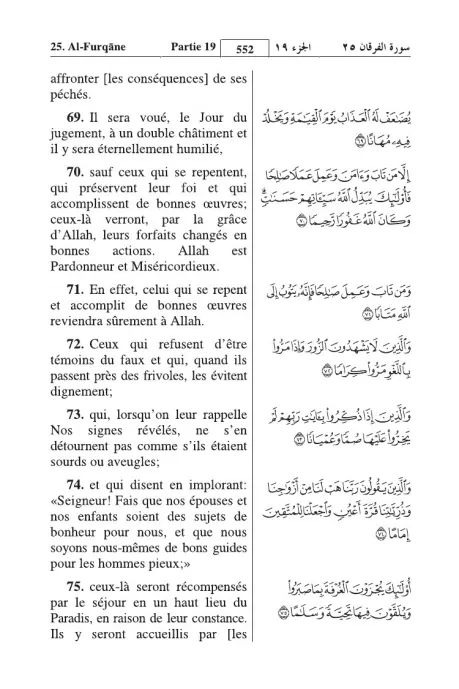 25. Al-Furqāne Partie 19 552 الجزء ١٩ سورة الفرقان ٢٥
affronter [les conséquences] de ses
péchés.
69. Il sera voué, le Jour du
jugement, à un double châtiment et
il y sera éternellement humilié,
يُضَٰعَفْ لَهُ ٱلْعَذَابُ يَوْمَ ٱلْقِيَٰمَةِ وَيَخْلُدْ
فِيهِۦ مُهَانًا ٦٩
70. sauf ceux qui se repentent,
qui préservent leur foi et qui
accomplissent de bonnes œuvres;
ceux-là verront, par la grâce
d’Allah, leurs forfaits changés en
bonnes actions. Allah est
Pardonneur et Miséricordieux.
إِلَّا مَن تَابَ وَءَامَنَ وَعَمِلَ عَمَلًا صَٰلِحًا
فَأُو۟لَٰٓئِكَ يُبَدِّلُ ٱللَّهُ سَيِّـَٔاتِهِمْ حَسَنَٰتٍ ۗ
وَكَانَ ٱللَّهُ غَفُورًا رَّحِيمًا ٧٠
71. En effet, celui qui se repent
et accomplit de bonnes œuvres
reviendra sûrement à Allah.
وَمَن تَابَ وَعَمِلَ صَٰلِحًا فَإِنَّهُۥ يَتُوبُ إِلَى
ٱللَّهِ مَتَابًا ٧١
72. Ceux qui refusent d’être
témoins du faux et qui, quand ils
passent près des frivoles, les évitent
dignement;
وَٱلَّذِينَ لَا يَشْهَدُونَ ٱلزُّورَ وَإِذَا مَرُّوا۟
بِٱللَّغْوِ مَرُّوا۟ كِرَامًا ٧٢
73. qui, lorsqu’on leur rappelle
Nos signes révélés, ne s’en
détournent pas comme s’ils étaient
sourds ou aveugles;
وَٱلَّذِينَ إِذَا ذُكِّرُوا۟ بِـَٔايَٰتِ رَبِّهِمْ لَمْ
يَخِرُّوا۟ عَلَيْهَا صُمًّا وَعُمْيَانًا ٧٣
74. et qui disent en implorant:
«Seigneur! Fais que nos épouses et
nos enfants soient des sujets de
bonheur pour nous, et que nous
soyons nous-mêmes de bons guides
pour les hommes pieux;»
وَٱلَّذِينَ يَقُولُونَ رَبَّنَا هَبْ لَنَا مِنْ أَزْوَٰجِنَا
وَذُرِّيَّٰتِنَا قُرَّةَ أَعْيُنٍ وَٱجْعَلْنَا لِلْمُتَّقِينَ
إِمَامًا ٧٤
75. ceux-là seront récompensés
par le séjour en un haut lieu du
Paradis, en raison de leur constance.
Ils y seront accueillis par [les
أُو۟لَٰٓئِكَ يُجْزَوْنَ ٱلْغُرْفَةَ بِمَا صَبَرُوا۟
وَيُلَقَّوْنَ فِيهَا تَحِيَّةً وَسَلَٰمًا ٧٥